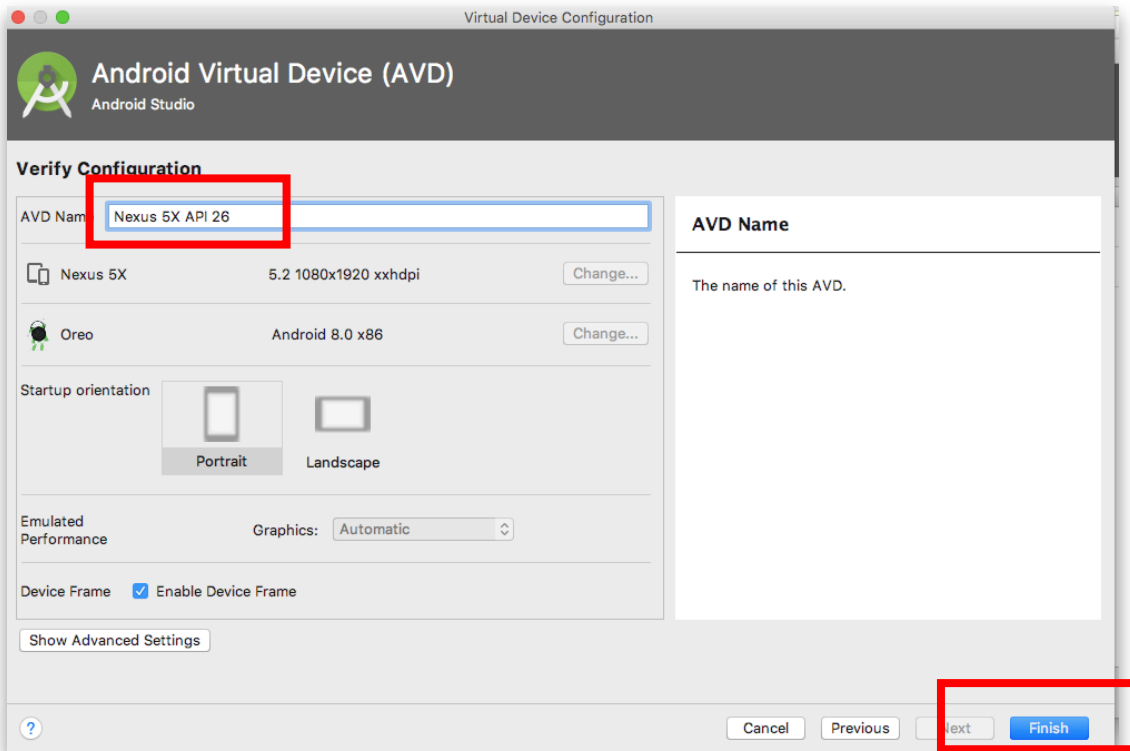 Virtual Device Configuration
Android Virtual Device (AVD)
Android Studio
Verify Configuration
AVD Name
Nexus 5X API 26
Nexus 5X
5.2 1080x1920 xxhdpi
Change...
Oreo
Android 8.0 x86
Change...
Startup orientation
Portrait
Landscape
Emulated
Performance
Graphics:
Automatic
Device Frame
Enable Device Frame
Show Advanced Settings
AVD Name
The name of this AVD.
?
Cancel
Previous
Next
Finish